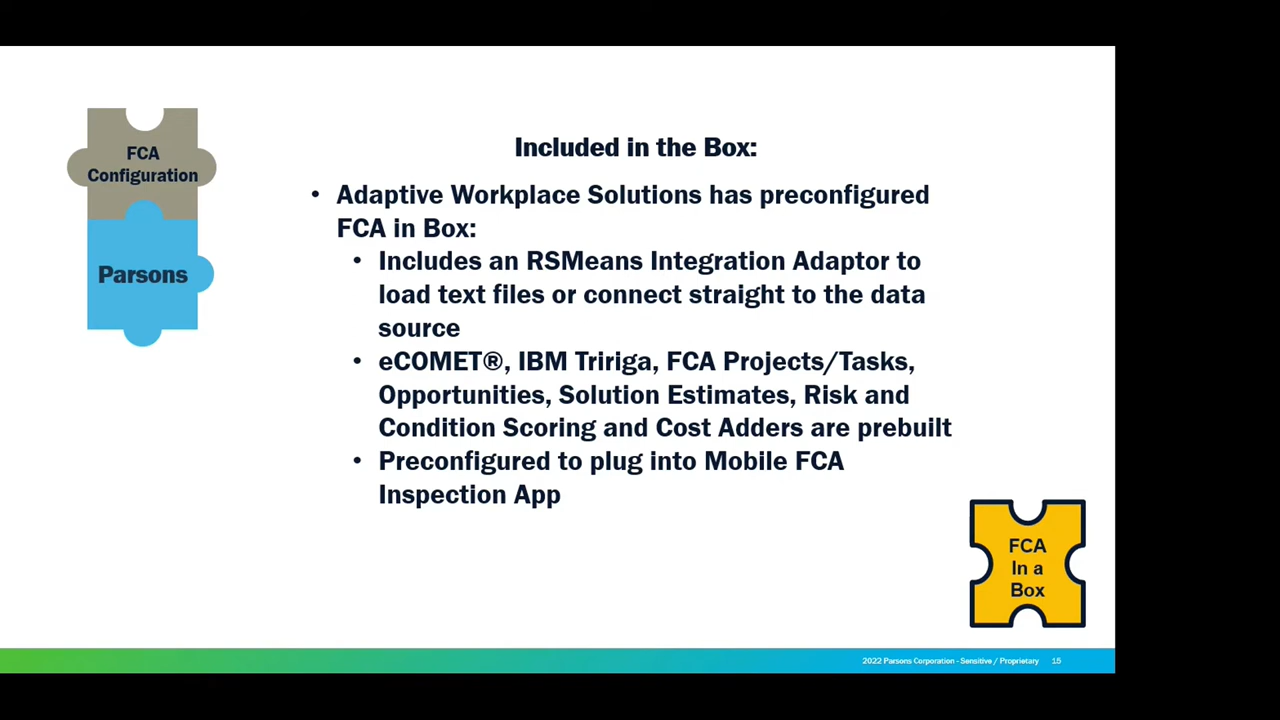 FCA
Configuration
Parsons
Included in the Box:
• Adaptive Workplace Solutions has preconfigured
FCA in Box:
• Includes an RSMeans Integration Adaptor to
load text files or connect straight to the data
source
• eCOMET®, IBM Tririga, FCA Projects/Tasks,
Opportunities, Solution Estimates, Risk and
Condition Scoring and Cost Adders are prebuilt
• Preconfigured to plug into Mobile FCA
Inspection App
FCA
In a
Box
2022 Parsons Corporation - Sensitive / Proprietary 15